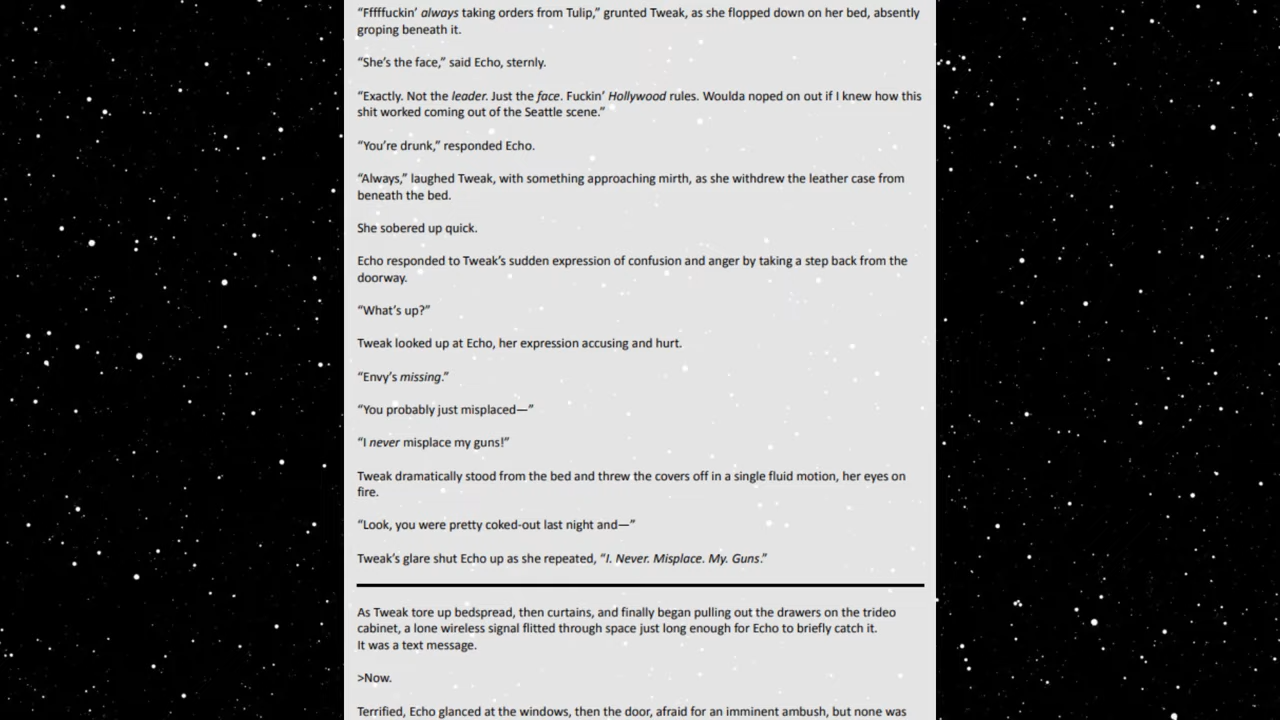 “Fffffuckin’ always taking orders from Tulip,” grunted Tweak, as she flopped down on her bed, absently
groping beneath it.
“She’s the face,” said Echo, sternly.
“Exactly. Not the leader. Just the face. Fuckin’ Hollywood rules. Woulda noped on out if I knew how this
shit worked coming out of the Seattle scene.”
“You’re drunk,” responded Echo.
“Always,” laughed Tweak, with something approaching mirth, as she withdrew the leather case from
beneath the bed.
She sobered up quick.
Echo responded to Tweak’s sudden expression of confusion and anger by taking a step back from the
doorway.
“What’s up?”
Tweak looked up at Echo, her expression accusing and hurt.
“Envy’s missing.”
“You probably just misplaced—”
“I never misplace my guns!”
Tweak dramatically stood from the bed and threw the covers off in a single fluid motion, her eyes on
fire.
“Look, you were pretty coked-out last night and—”
Tweak’s glare shut Echo up as she repeated, “I. Never. Misplace. My. Guns.”
As Tweak tore up bedspread, then curtains, and finally began pulling out the drawers on the trideo
cabinet, a lone wireless signal flitted through space just long enough for Echo to briefly catch it.
It was a text message.
>Now.
Terrified, Echo glanced at the windows, then the door, afraid for an imminent ambush, but none was